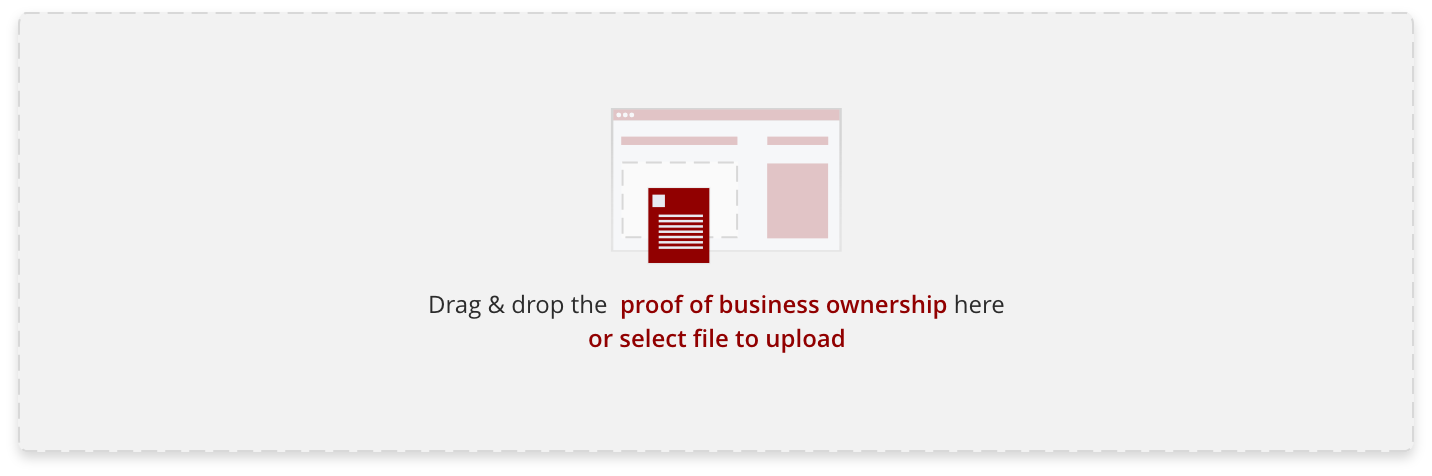 Drag & drop the proof of business ownership here
or select file to upload